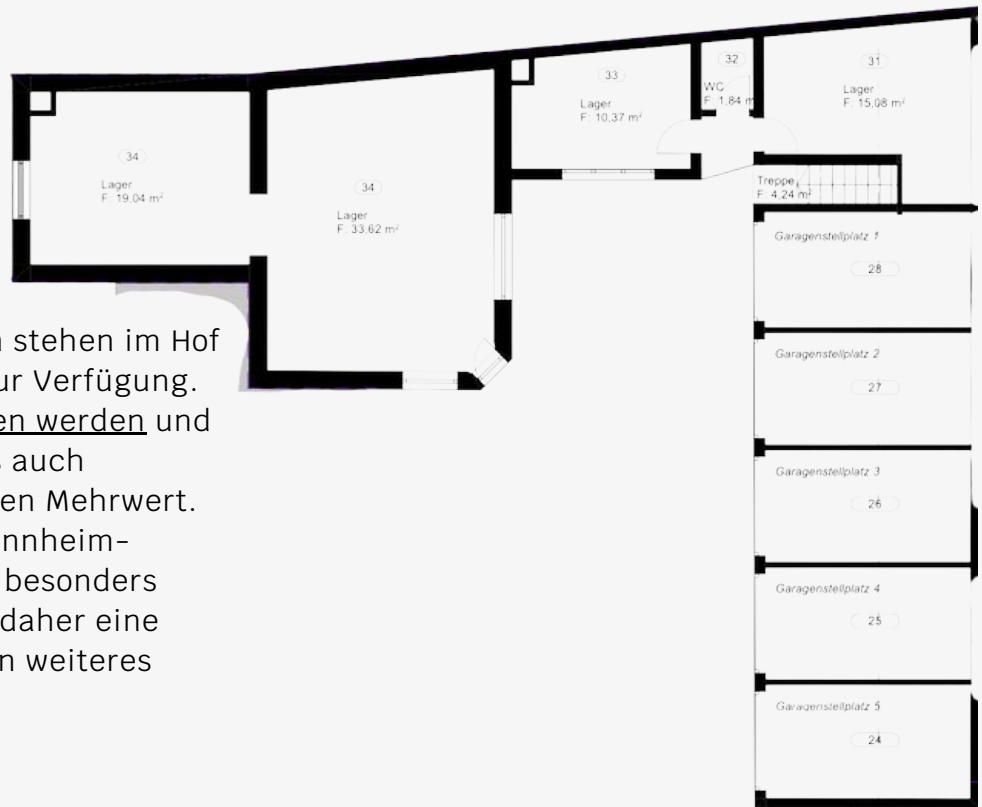 32
33
31
WC
F: 1,84 m
Lager
F: 10,37 m²
Lager
F: 15,08 m²
34
34
Lager
F: 19,04 m²
Treppe
F: 4,24 m²
Lager
F: 33,62 m²
Garagenstellplatz 1
28
stehen im Hof
ur Verfügung.
Garagenstellplatz 2
27
en werden und
auch
en Mehrwert.
Garagenstellplatz 3
26
nnheim-
besonders
Garagenstellplatz 4
daher eine
25
n weiteres
Garagenstellplatz 5
24